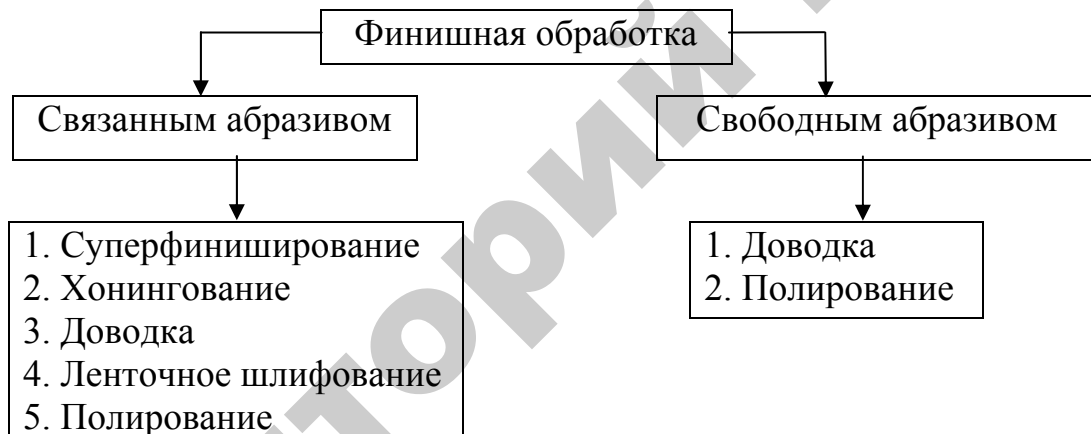 Финишная обработка
Связанным абразивом
Свободным абразивом
1. Суперфиниширование
2. Хонингование
3. Доводка
4. Ленточное шлифование
5. Полирование
1. Доводка
2. Полирование